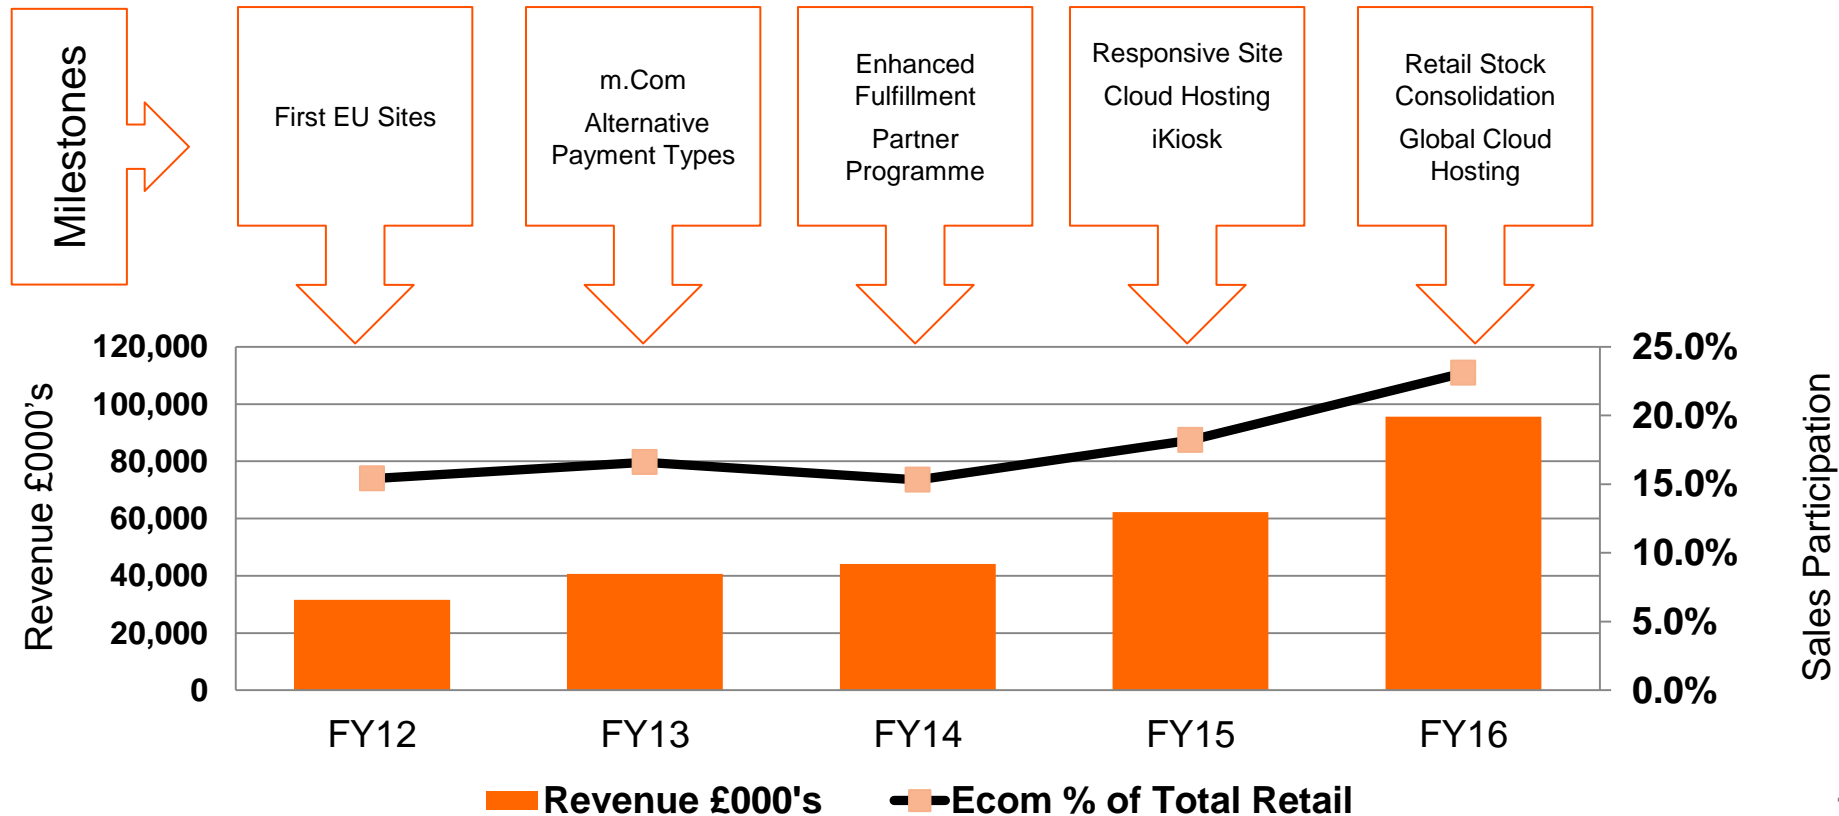 Milestones
First EU Sites
m.Com
Alternative
Payment Types
Enhanced
Fulfillment
Partner
Programme
Responsive Site
Cloud Hosting
iKiosk
Retail Stock
Consolidation
Global Cloud
Hosting
Revenue £000’s
120,000
100,000
80,000
60,000
40,000
20,000
0
25.0%
20.0%
15.0%
10.0%
5.0%
0.0%
Sales Participation
FY12
FY13
FY14
FY15
FY16
Revenue £000's
Ecom % of Total Retail